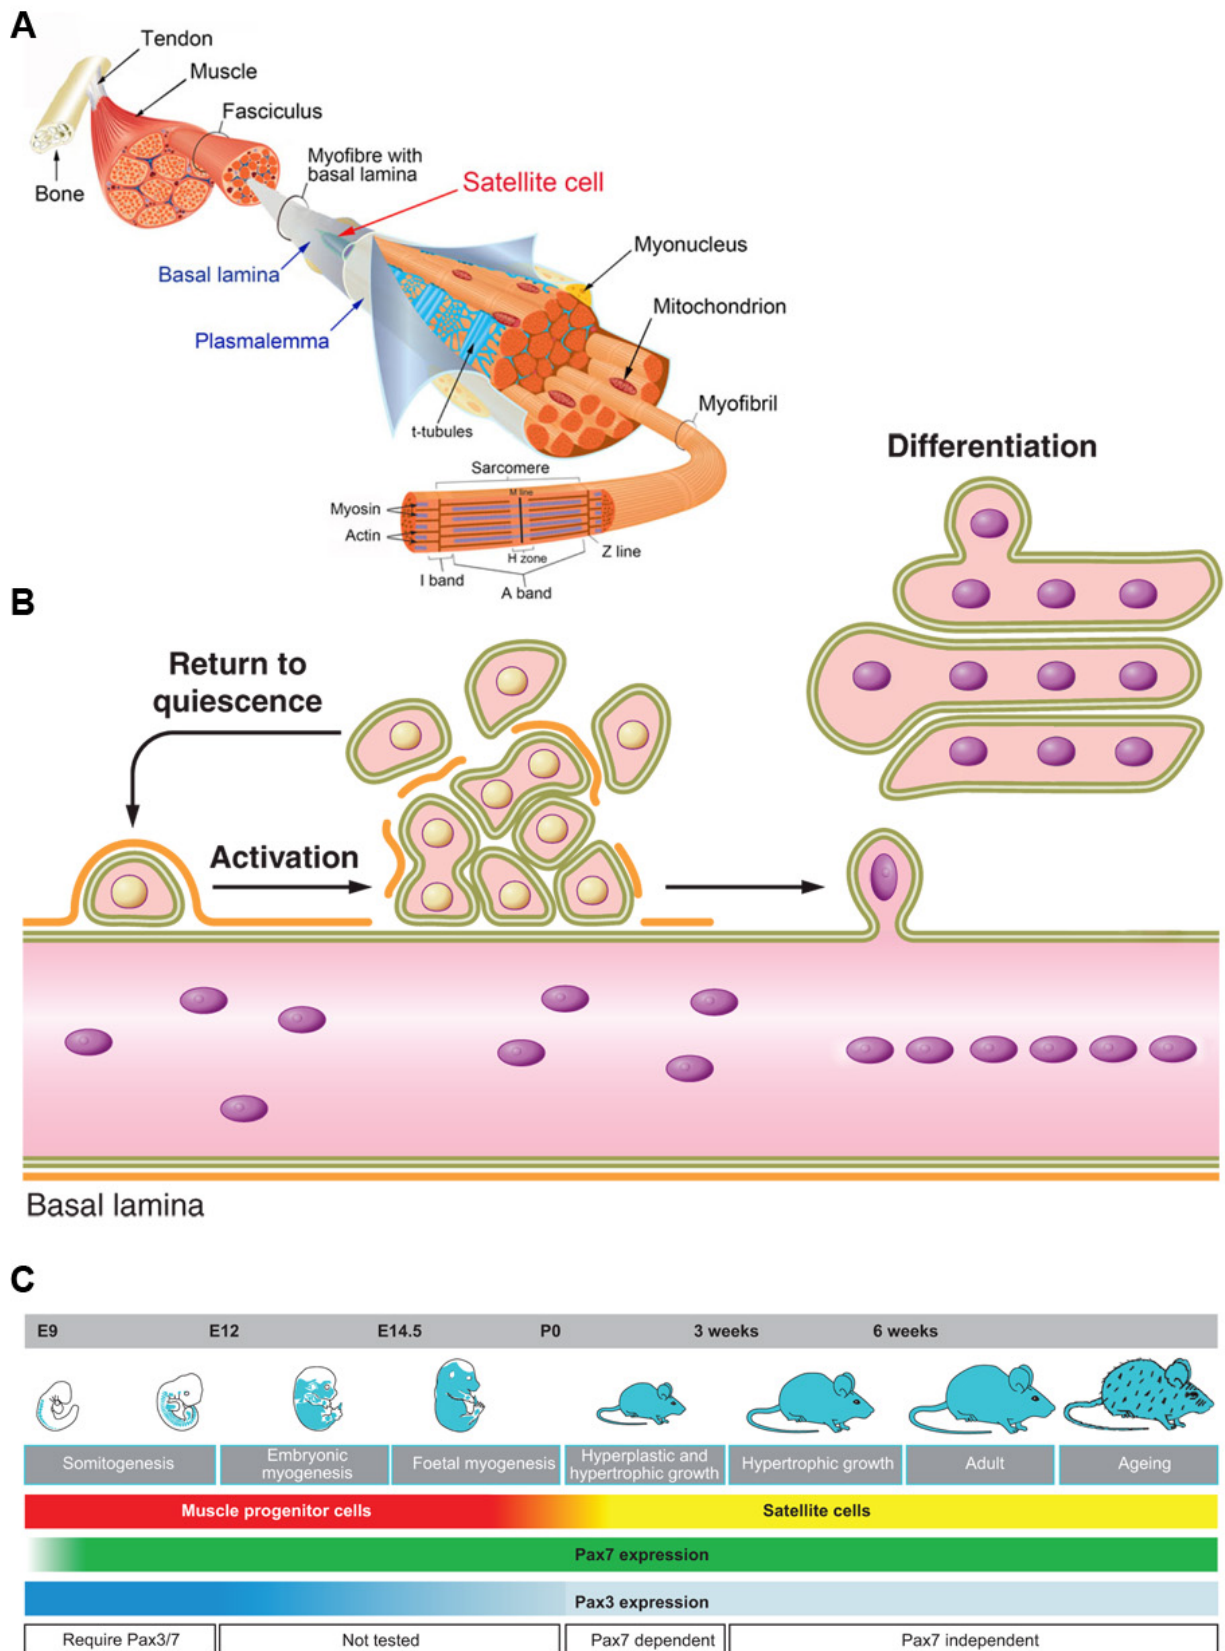 A
Tendon
Muscle
Fasciculus
Myofibre with
basal lamina
Satellite cell
Bone
Myonucleus
Basal lamina
Mitochondrion
Plasmalemma
Myofibril
t-tubules
Differentiation
Sarcomere
M line
Myosin
Actin
Z line
H zone
I band
A band
B
Return to
quiescence
Activation
Basal lamina
C
E9 E12 E14.5 P0 3 weeks 6 weeks
Somitogenesis
Embryonic
myogenesis
Foetal myogenesis
Hyperplastic and
hypertrophic growth
Hypertrophic growth
Adult
Ageing
Muscle progenitor cells Satellite cells
Pax7 expression
Pax3 expression
Require Pax3/7 Not tested Pax7 dependent Pax7 independent